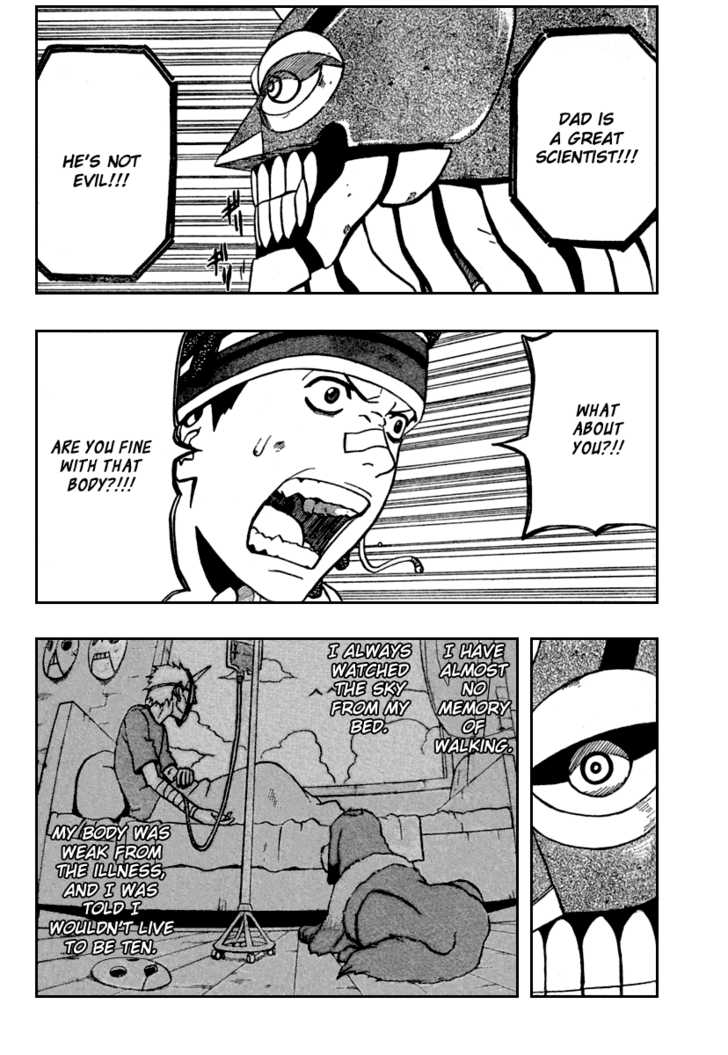 DAD IS
A GREAT
SCIENTIST!!!
HE'S NOT
EVIL!!!
WHAT
ABOUT
YOU?!!
ARE YOU FINE
WITH THAT
BODY?!!!
I HAVE
ALMOST
NO
MEMORY
OF
WALKING.
I ALWAYS
WATCHED
THE SKY
FROM MY
BED.
MY BODY WAS
WEAK FROM
THE ILLNESS,
AND I WAS
TOLD I
WOULDN'T LIVE
TO BE TEN.